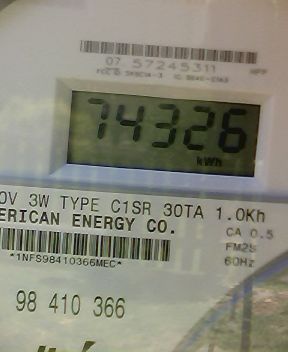 07 57245311
74326
kWh
0V 3W TYPE C1SR 30TA 1.0Kh
ERICAN ENERGY CO.
CA 0.5
FM2S
*1NFS98410366MEC*
60Hz
98 410 366